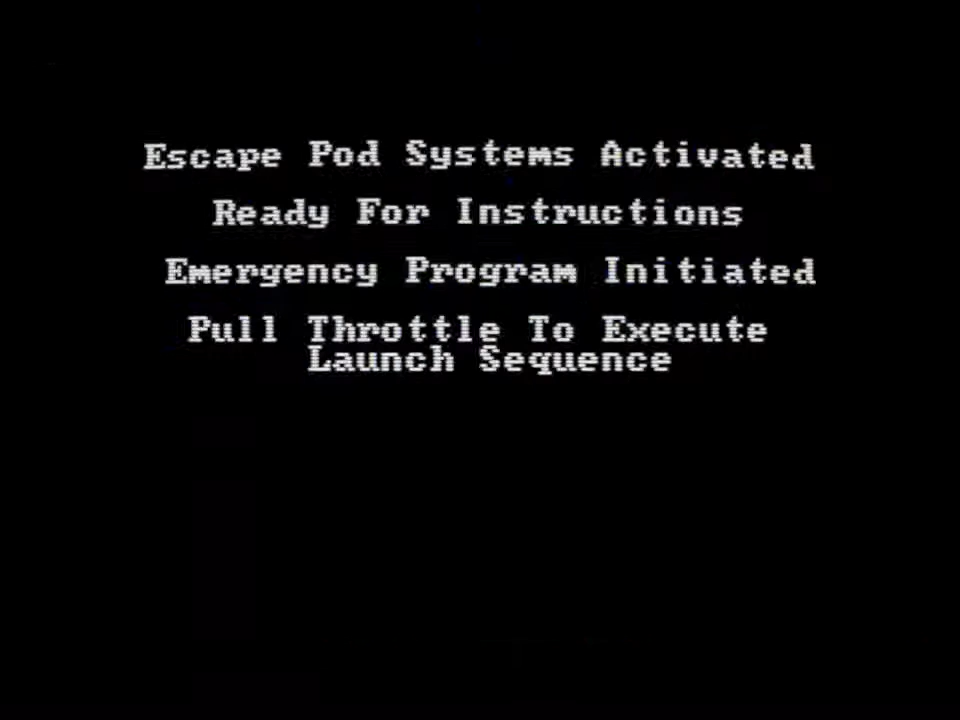 Escape Pod Systems Activated
Ready For Instructions
Emergency Program Initiated
Pull Throttle To Execute
Launch Sequence